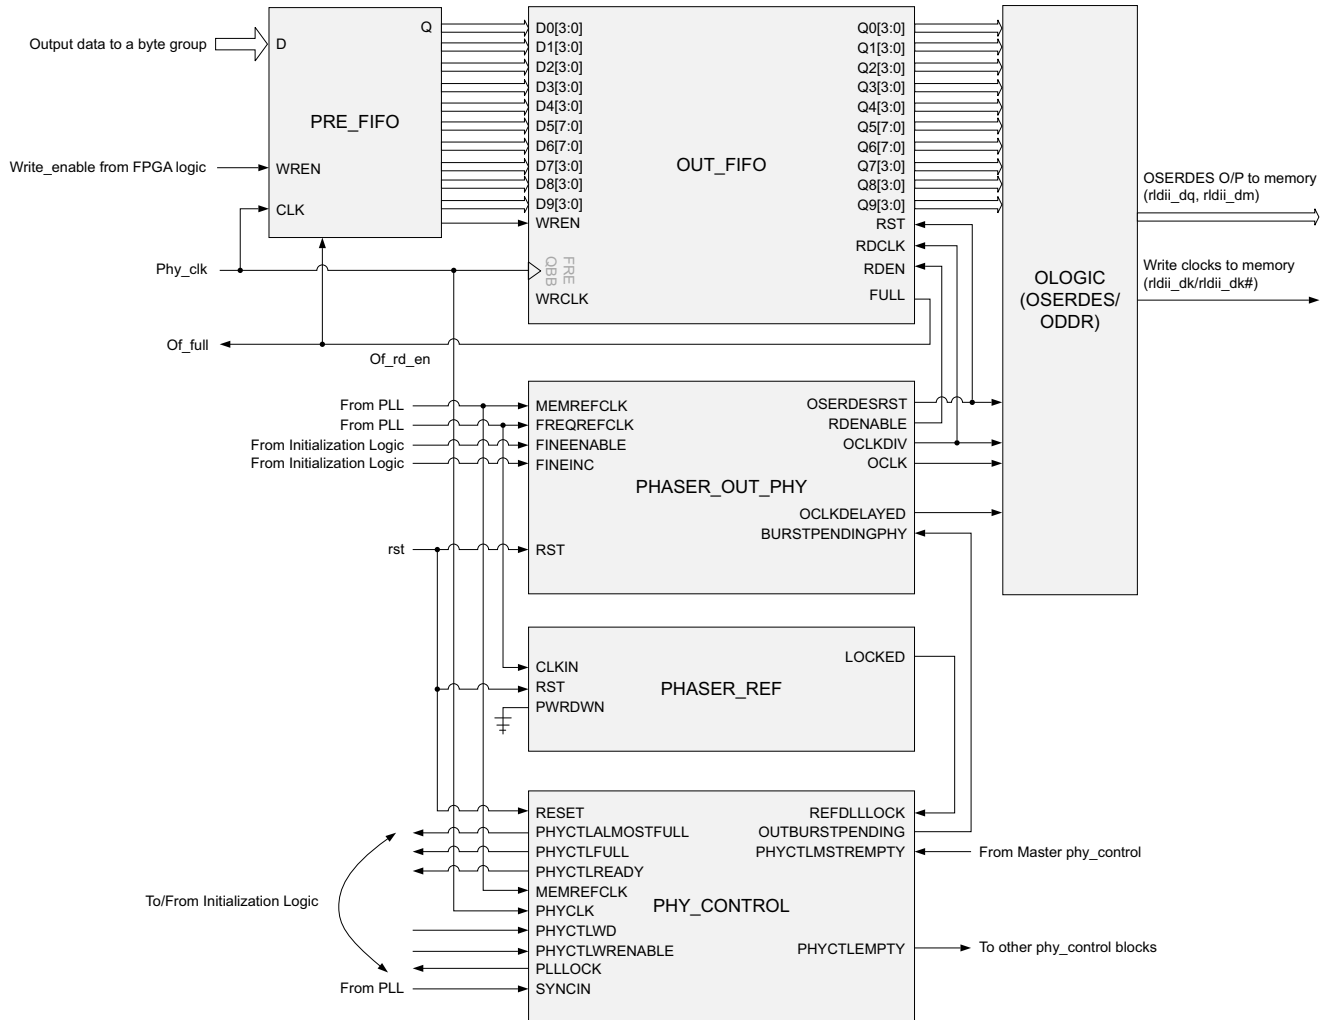 Output data to a byte group
Write_enable from FPGA logic
Phy_clk
Of_full
Of_rd_en
D
Q
PRE_FIFO
WREN
CLK
D0[3:0]
D1[3:0]
D2[3:0]
D3[3:0]
D4[3:0]
D5[7:0]
D6[7:0]
D7[3:0]
D8[3:0]
D9[3:0]
WREN
FRE
QBB
WRCLK
OUT_FIFO
Q0[3:0]
Q1[3:0]
Q2[3:0]
Q3[3:0]
Q4[3:0]
Q5[7:0]
Q6[7:0]
Q7[3:0]
Q8[3:0]
Q9[3:0]
RST
RDCLK
RDEN
FULL
OLOGIC
(OSERDES/
ODDR)
OSERDES O/P to memory
(rldii_dq, rldii_dm)
Write clocks to memory
(rldii_dk/rldii_dk#)
From PLL
From PLL
From Initialization Logic
From Initialization Logic
rst
MEMREFCLK
FREQREFCLK
FINEENABLE
FINEINC
RST
PHASER_OUT_PHY
OSERDESRST
RDENABLE
OCLKDIV
OCLK
OCLKDELAYED
BURSTPENDINGPHY
CLKIN
RST
PWRDWN
PHASER_REF
LOCKED
To/From Initialization Logic
From PLL
RESET
PHYCTLALMOSTFULL
PHYCTLFULL
PHYCTLREADY
MEMREFCLK
PHYCLK
PHYCTLWD
PHYCTLWRENABLE
PLLLOCK
SYNCIN
PHY_CONTROL
REFDLLLOCK
OUTBURSTPENDING
PHYCTLMSTREMPTY
PHYCTLEMPTY
From Master phy_control
To other phy_control blocks